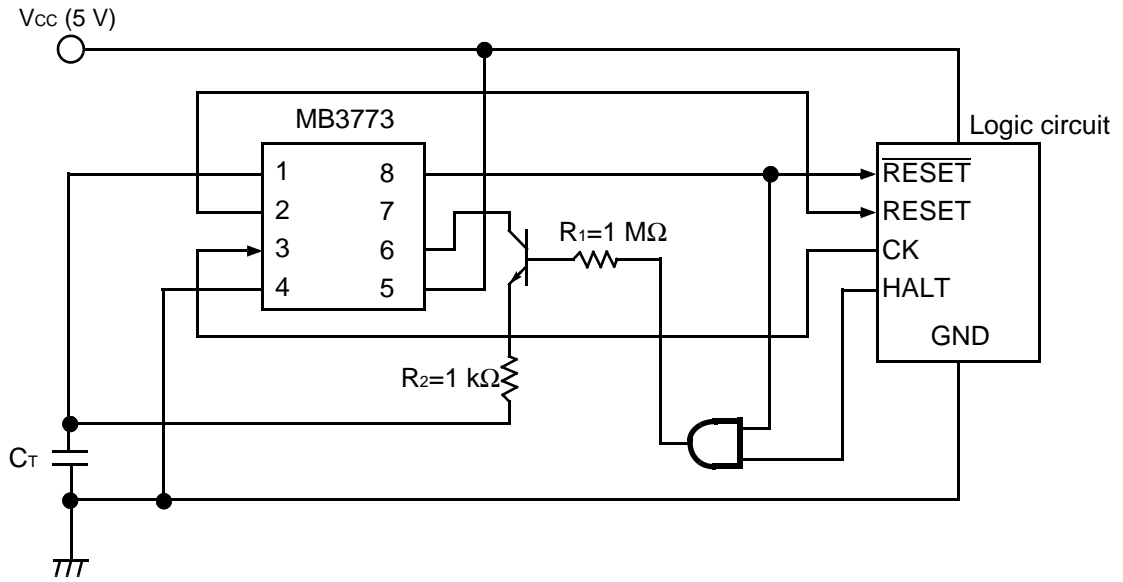 VCC (5 V)
MB3773
Logic circuit
1 8
2 7
3 6
4 5
RESET
RESET
CK
HALT
GND
R1=1 MΩ
R2=1 kΩ
CT